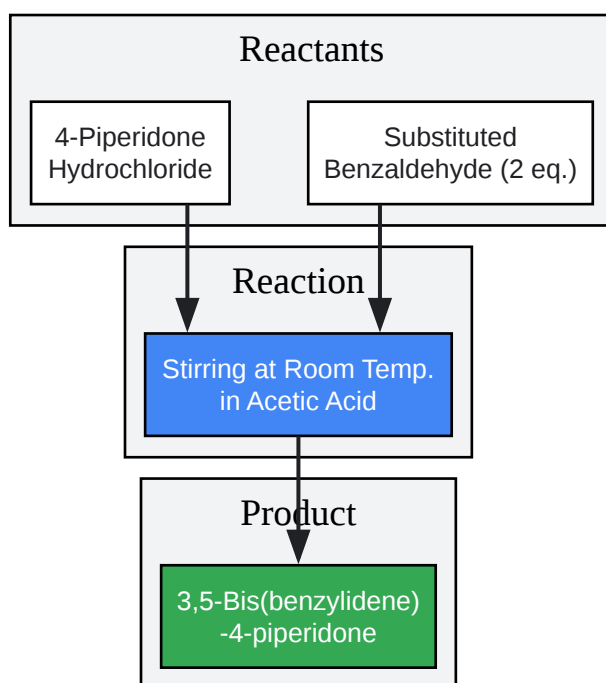 Reactants
4-Piperidone
Hydrochloride
Substituted
Benzaldehyde (2 eq.)
Reaction
Stirring at Room Temp.
in Acetic Acid
Product
3,5-Bis(benzylidene)
-4-piperidone